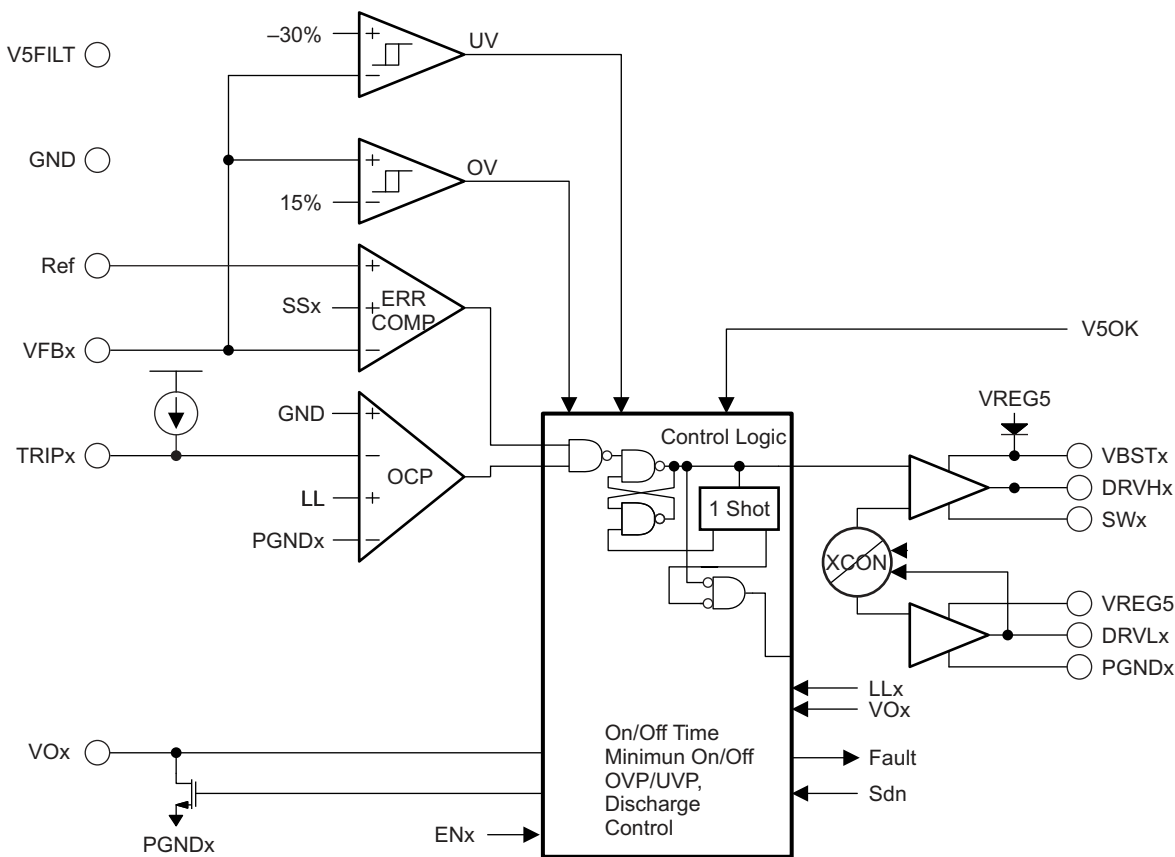 V5FILT
–30%
+
–
UV
GND
+
–
15%
OV
Ref
SSx
VFBx
+
+
–
ERR
COMP
V5OK
TRIPx
GND
LL
PGNDx
+
–
+
–
OCP
Control Logic
1 Shot
VREG5
VBSTx
DRVHx
SWx
XCON
VREG5
DRVLx
PGNDx
LLx
VOx
Fault
Sdn
On/Off Time
Minimun On/Off
OVP/UVP,
Discharge
Control
VOx
PGNDx
ENx